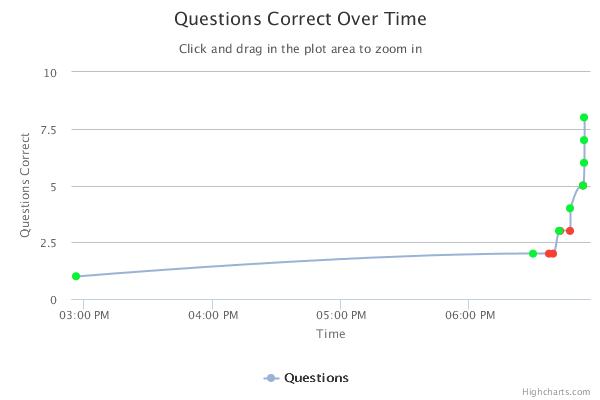 Questions Correct Over Time
Click and drag in the plot area to zoom in
10
7.5
5
2.5
0
Questions Correct
03:00 PM 04:00 PM 05:00 PM 06:00 PM
Time
Questions
Highcharts.com